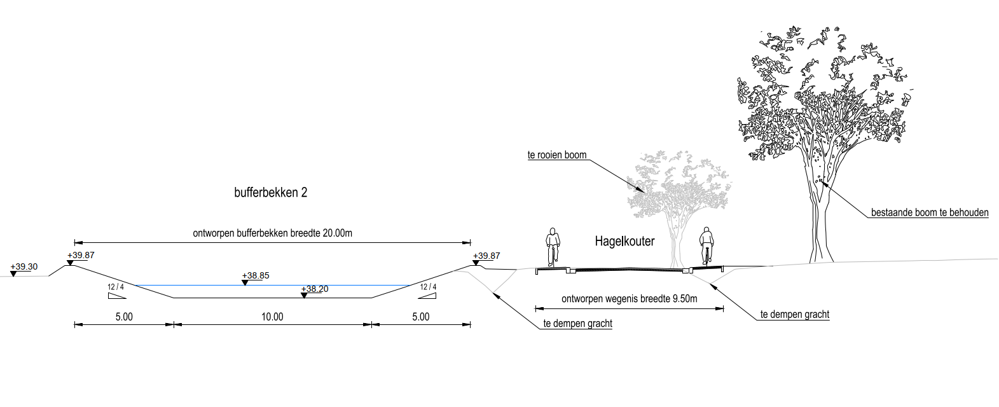 te rooien boom
bufferbekken 2
bestaande boom te behouden
ontworpen bufferbekken breedte 20.00m
Hagelkouter
+39.30
+39.87
+39.87
+38.85
+38.20
12 / 4
12 / 4
ontworpen wegenis breedte 9.50m
5.00
10.00
5.00
te dempen gracht
te dempen gracht